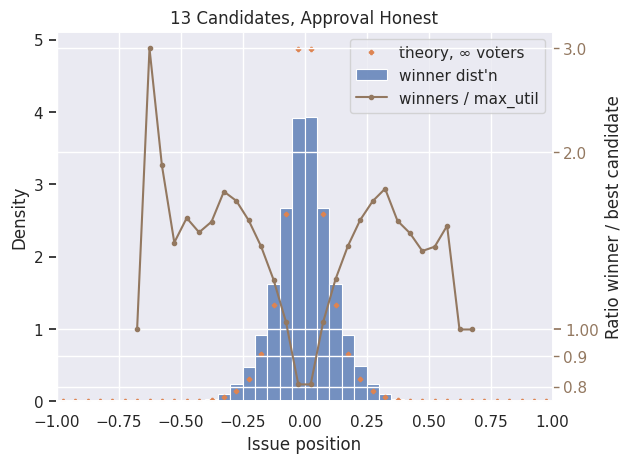 13 Candidates, Approval Honest
theory, ∞ voters
winner dist'n
winners / max_util
5
4
3
2
1
0
Density
3.0
2.0
1.00
0.9
0.8
Ratio winner / best candidate
−1.00 −0.75 −0.50 −0.25 0.00 0.25 0.50 0.75 1.00
Issue position